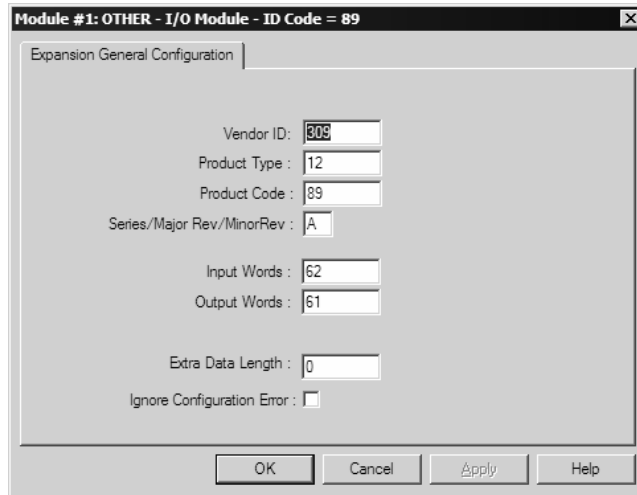 Module #1: OTHER - I/O Module - ID Code = 89
Expansion General Configuration
Vendor ID: 309
Product Type : 12
Product Code : 89
Series/Major Rev/MinorRev : A
Input Words : 62
Output Words : 61
Extra Data Length : 0
Ignore Configuration Error :
OK Cancel Apply Help